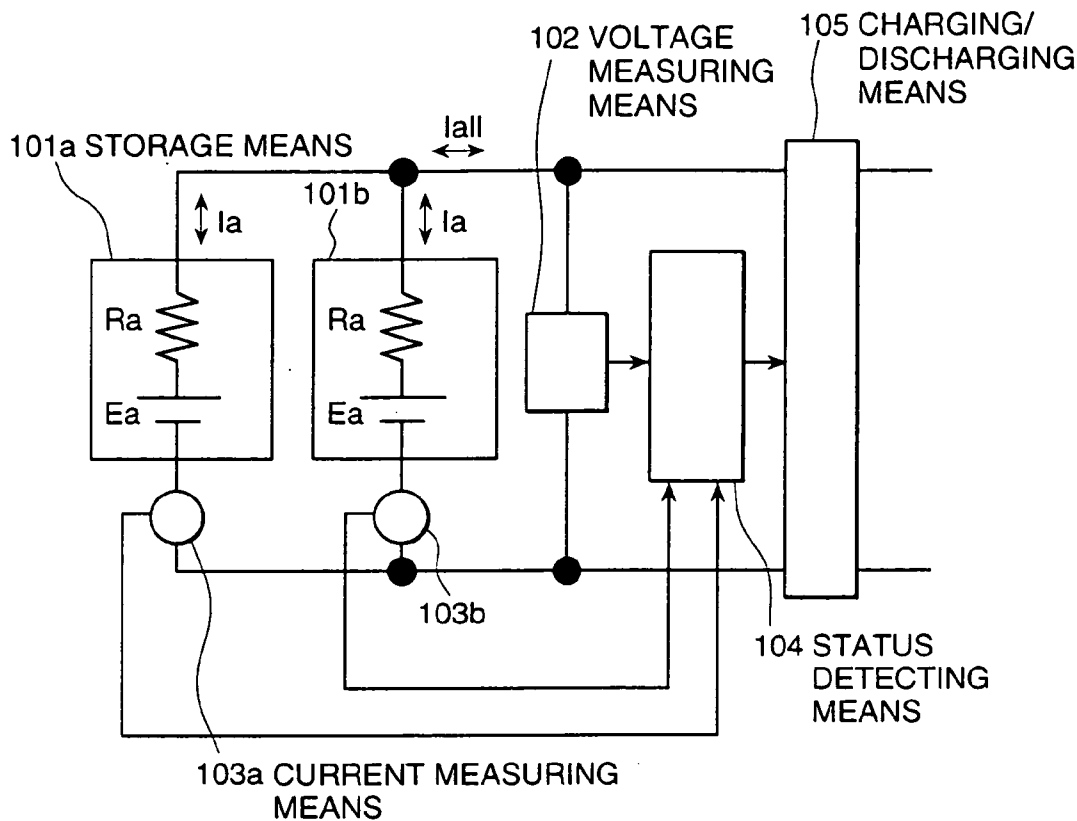 102 VOLTAGE
MEASURING
MEANS
105 CHARGING/
DISCHARGING
MEANS
101a STORAGE MEANS
Iall
101b
Ia
Ia
Ra
Ra
Ea
Ea
103b
104 STATUS
DETECTING
MEANS
103a CURRENT MEASURING
MEANS